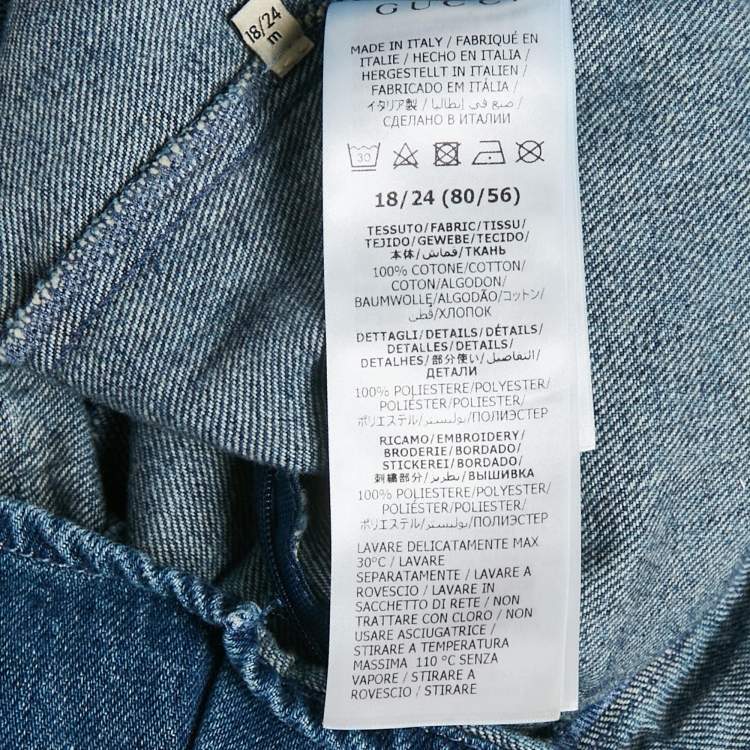 18/24
m
GUCCI
MADE IN ITALY / FABRIQUÉ EN
ITALIE / HECHO EN ITALIA /
HERGESTELLT IN ITALIEN /
FABRICADO EM ITÁLIA /
イタリア製 / صنع في إيطاليا /
СДЕЛАНО В ИТАЛИИ
30
18/24 (80/56)
TESSUTO/FABRIC/TISSU/
TEJIDO/GEWEBE/TECIDO/
本体/قماش/ТКАНЬ
100% COTONE/COTTON/
COTON/ALGODON/
BAUMWOLLE/ALGODÃO/コットン/
قطن/ХЛОПОК
DETTAGLI/DETAILS/DÉTAILS/
DETALLES/DETAILS/
DETALHES/部分使い/التفاصيل/
ДЕТАЛИ
100% POLIESTERE/POLYESTER/
POLIÉSTER/POLIESTER/
ポリエステル/بوليستر/ПОЛИЭСТЕР
RICAMO/EMBROIDERY/
BRODERIE/BORDADO/
STICKEREI/BORDADO/
刺繍部分/تطريز/ВЫШИВКА
100% POLIESTERE/POLYESTER/
POLIÉSTER/POLIESTER/
ポリエステル/بوليستر/ПОЛИЭСТЕР
LAVARE DELICATAMENTE MAX
30°C / LAVARE
SEPARATAMENTE / LAVARE A
ROVESCIO / LAVARE IN
SACCHETTO DI RETE / NON
TRATTARE CON CLORO / NON
USARE ASCIUGATRICE /
STIRARE A TEMPERATURA
MASSIMA 110 °C SENZA
VAPORE / STIRARE A
ROVESCIO / STIRARE